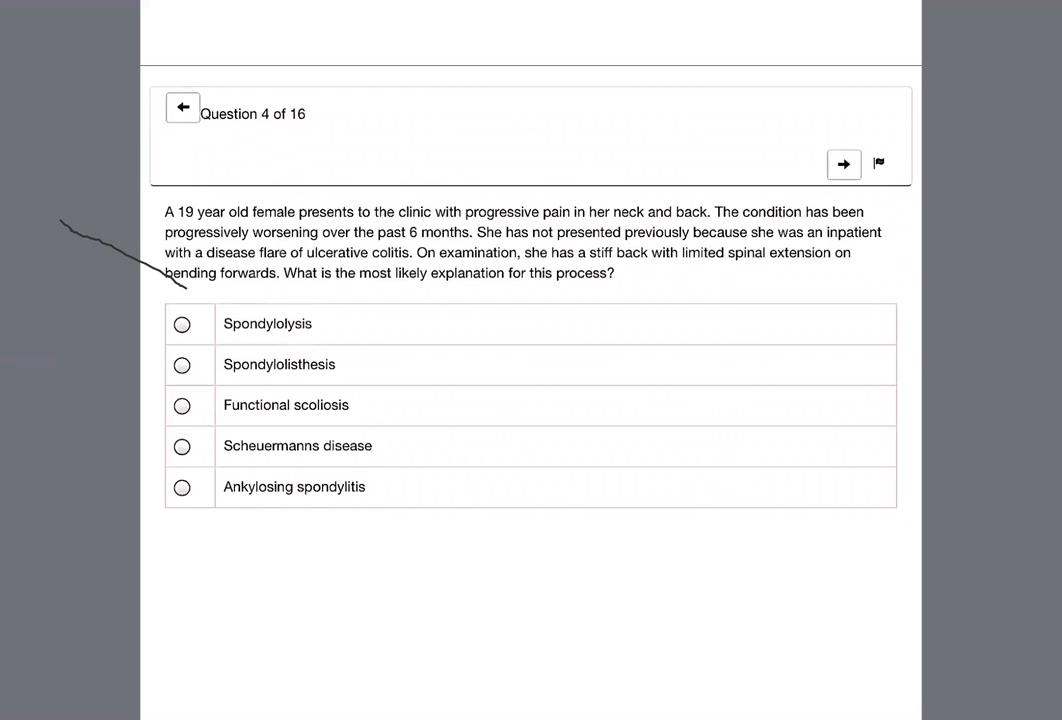 Question 4 of 16
A 19 year old female presents to the clinic with progressive pain in her neck and back. The condition has been
progressively worsening over the past 6 months. She has not presented previously because she was an inpatient
with a disease flare of ulcerative colitis. On examination, she has a stiff back with limited spinal extension on
bending forwards. What is the most likely explanation for this process?
Spondylolysis
Spondylolisthesis
Functional scoliosis
Scheuermanns disease
Ankylosing spondylitis